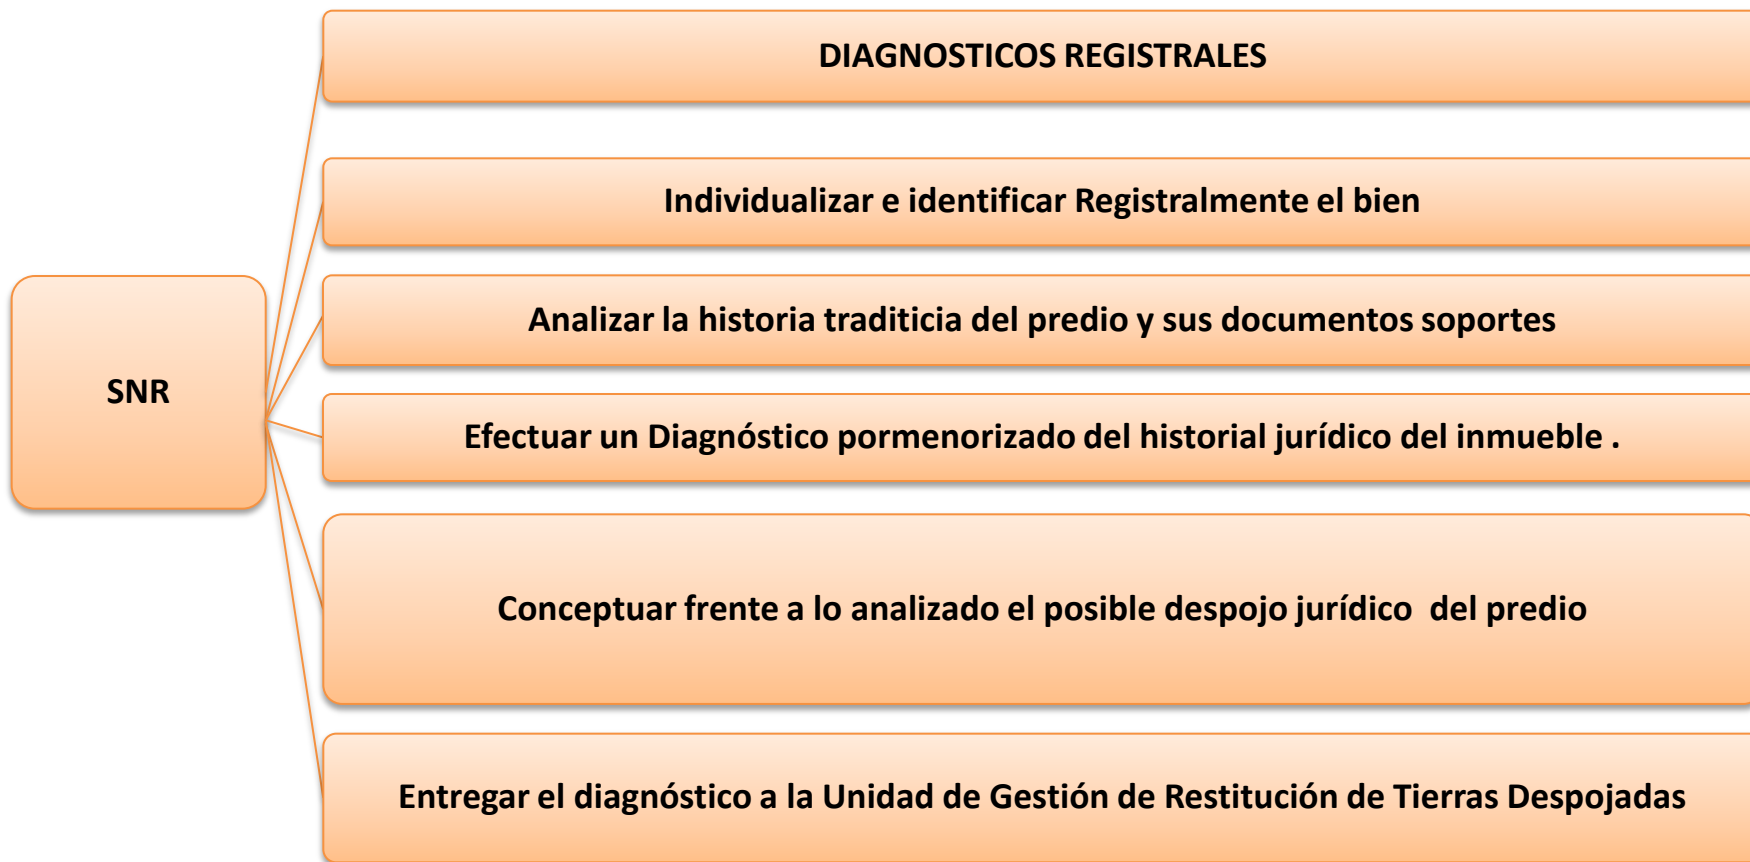 SNR
DIAGNOSTICOS REGISTRALES
Individualizar e identificar Registralmente el bien
Analizar la historia traditicia del predio y sus documentos soportes
Efectuar un Diagnóstico pormenorizado del historial jurídico del inmueble .
Conceptuar frente a lo analizado el posible despojo jurídico  del predio
Entregar el diagnóstico a la Unidad de Gestión de Restitución de Tierras Despojadas